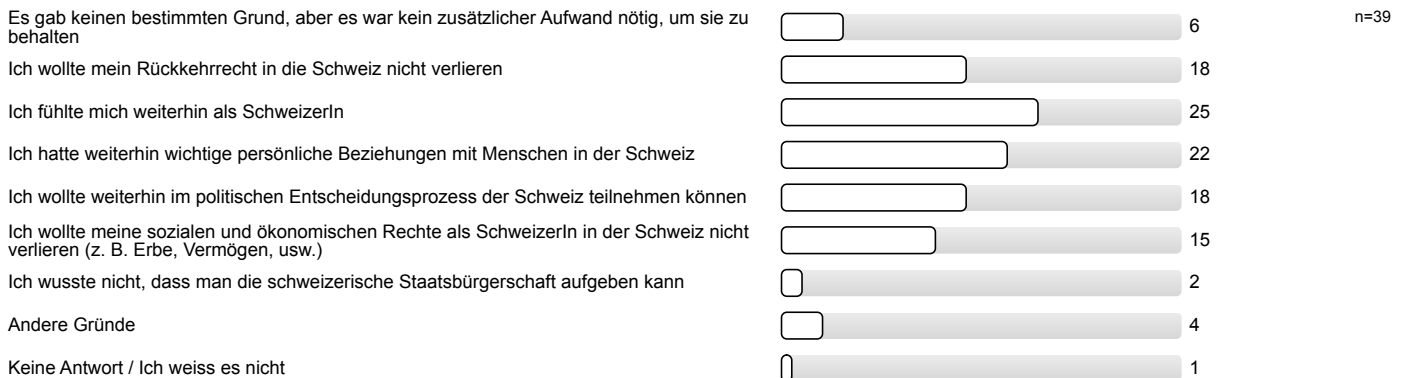 Es gab keinen bestimmten Grund, aber es war kein zusätzlicher Aufwand nötig, um sie zu
behalten
6
n=39
Ich wollte mein Rückkehrrecht in die Schweiz nicht verlieren
18
Ich fühlte mich weiterhin als SchweizerIn
25
Ich hatte weiterhin wichtige persönliche Beziehungen mit Menschen in der Schweiz
22
Ich wollte weiterhin im politischen Entscheidungsprozess der Schweiz teilnehmen können
18
Ich wollte meine sozialen und ökonomischen Rechte als SchweizerIn in der Schweiz nicht
verlieren (z. B. Erbe, Vermögen, usw.)
15
Ich wusste nicht, dass man die schweizerische Staatsbürgerschaft aufgeben kann
2
Andere Gründe
4
Keine Antwort / Ich weiss es nicht
1